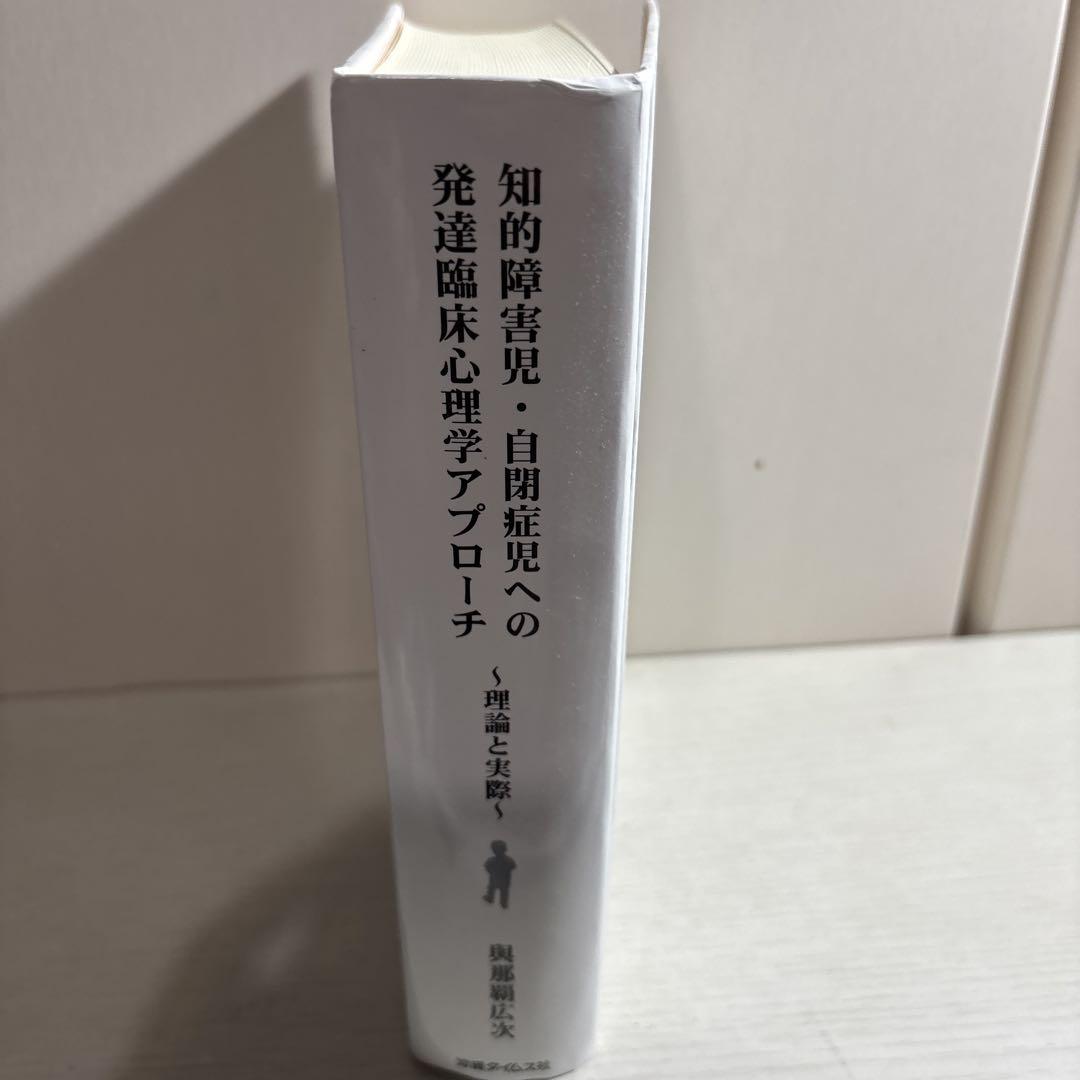 知的障害児・自閉症児への
発達臨床心理学アプローチ
～理論と実際～
與那覇広次
沖縄タイムス社